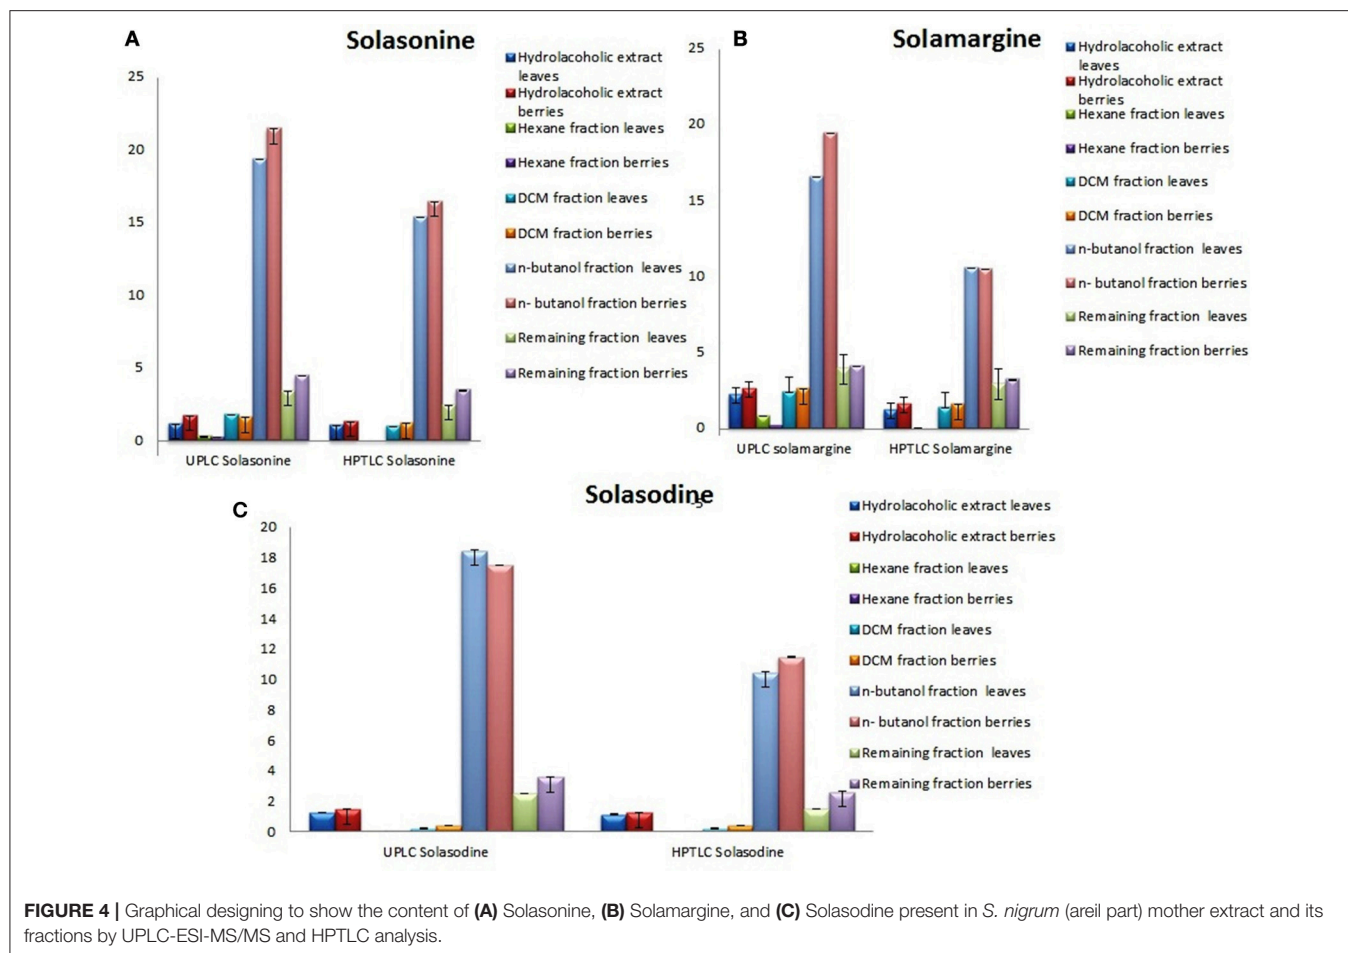 A
Solasonine
25
20
15
10
5
0
UPLC Solasonine
HPTLC Solasonine
Hydrolacoholic extract
leaves
Hydrolacoholic extract
berries
Hexane fraction leaves
Hexane fraction berries
DCM fraction leaves
DCM fraction berries
n-butanol fraction leaves
n- butanol fraction berries
Remaining fraction leaves
Remaining fraction berries
B
Solamargine
25
20
15
10
5
0
UPLC solamargine
HPTLC Solamargine
Hydrolacoholic extract
leaves
Hydrolacoholic extract
berries
Hexane fraction leaves
Hexane fraction berries
DCM fraction leaves
DCM fraction berries
n-butanol fraction leaves
n- butanol fraction berries
Remaining fraction leaves
Remaining fraction berries
C
Solasodine
-5
20
18
16
14
12
10
8
6
4
2
0
UPLC Solasodine
HPTLC Solasodine
Hydrolacoholic extract leaves
Hydrolacoholic extract berries
Hexane fraction leaves
Hexane fraction berries
DCM fraction leaves
DCM fraction berries
n-butanol fraction leaves
n- butanol fraction berries
Remaining fraction leaves
Remaining fraction berries
FIGURE 4 | Graphical designing to show the content of (A) Solasonine, (B) Solamargine, and (C) Solasodine present in S. nigrum (areil part) mother extract and its
fractions by UPLC-ESI-MS/MS and HPTLC analysis.